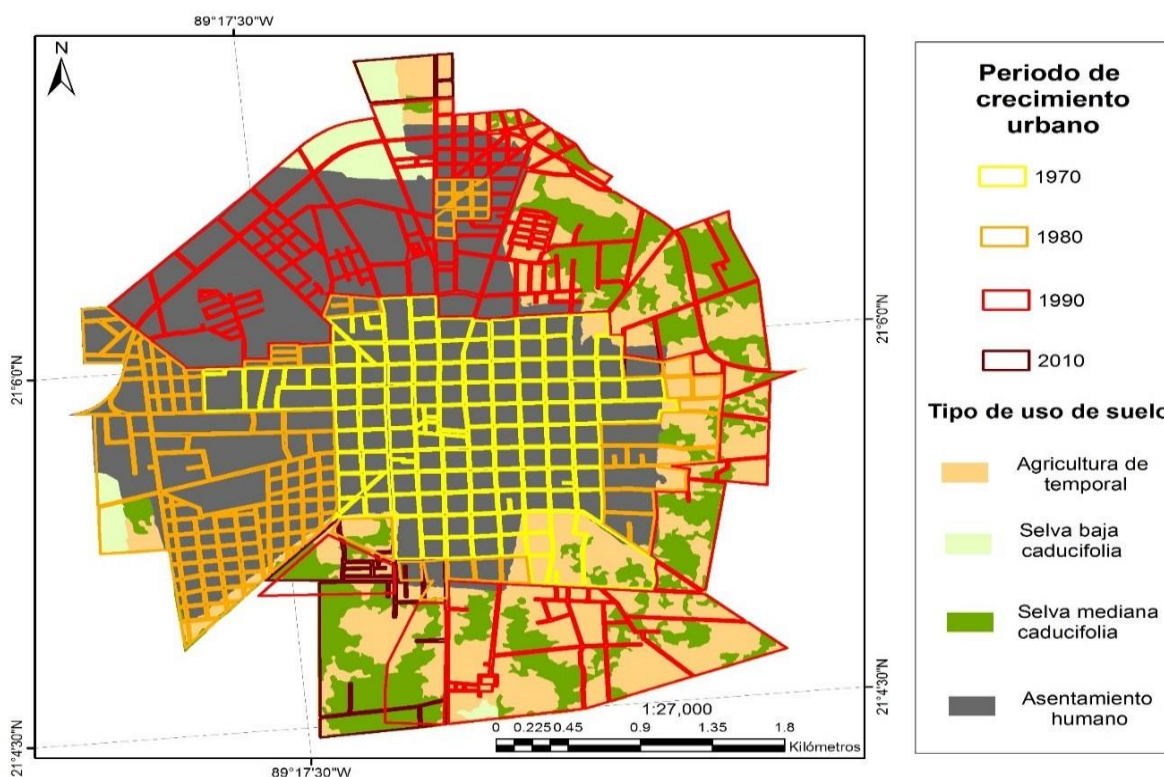 89°17'30"W
N
21°6'0"N
21°6'0"N
21°4'30"N
21°4'30"N
89°17'30"W
1:27,000
0 0.2250.45 0.9 1.35 1.8
Kilómetros
Periodo de
crecimiento
urbano
1970
1980
1990
2010
Tipo de uso de suelo
Agricultura de
temporal
Selva baja
caducifolia
Selva mediana
caducifolia
Asentamiento
humano